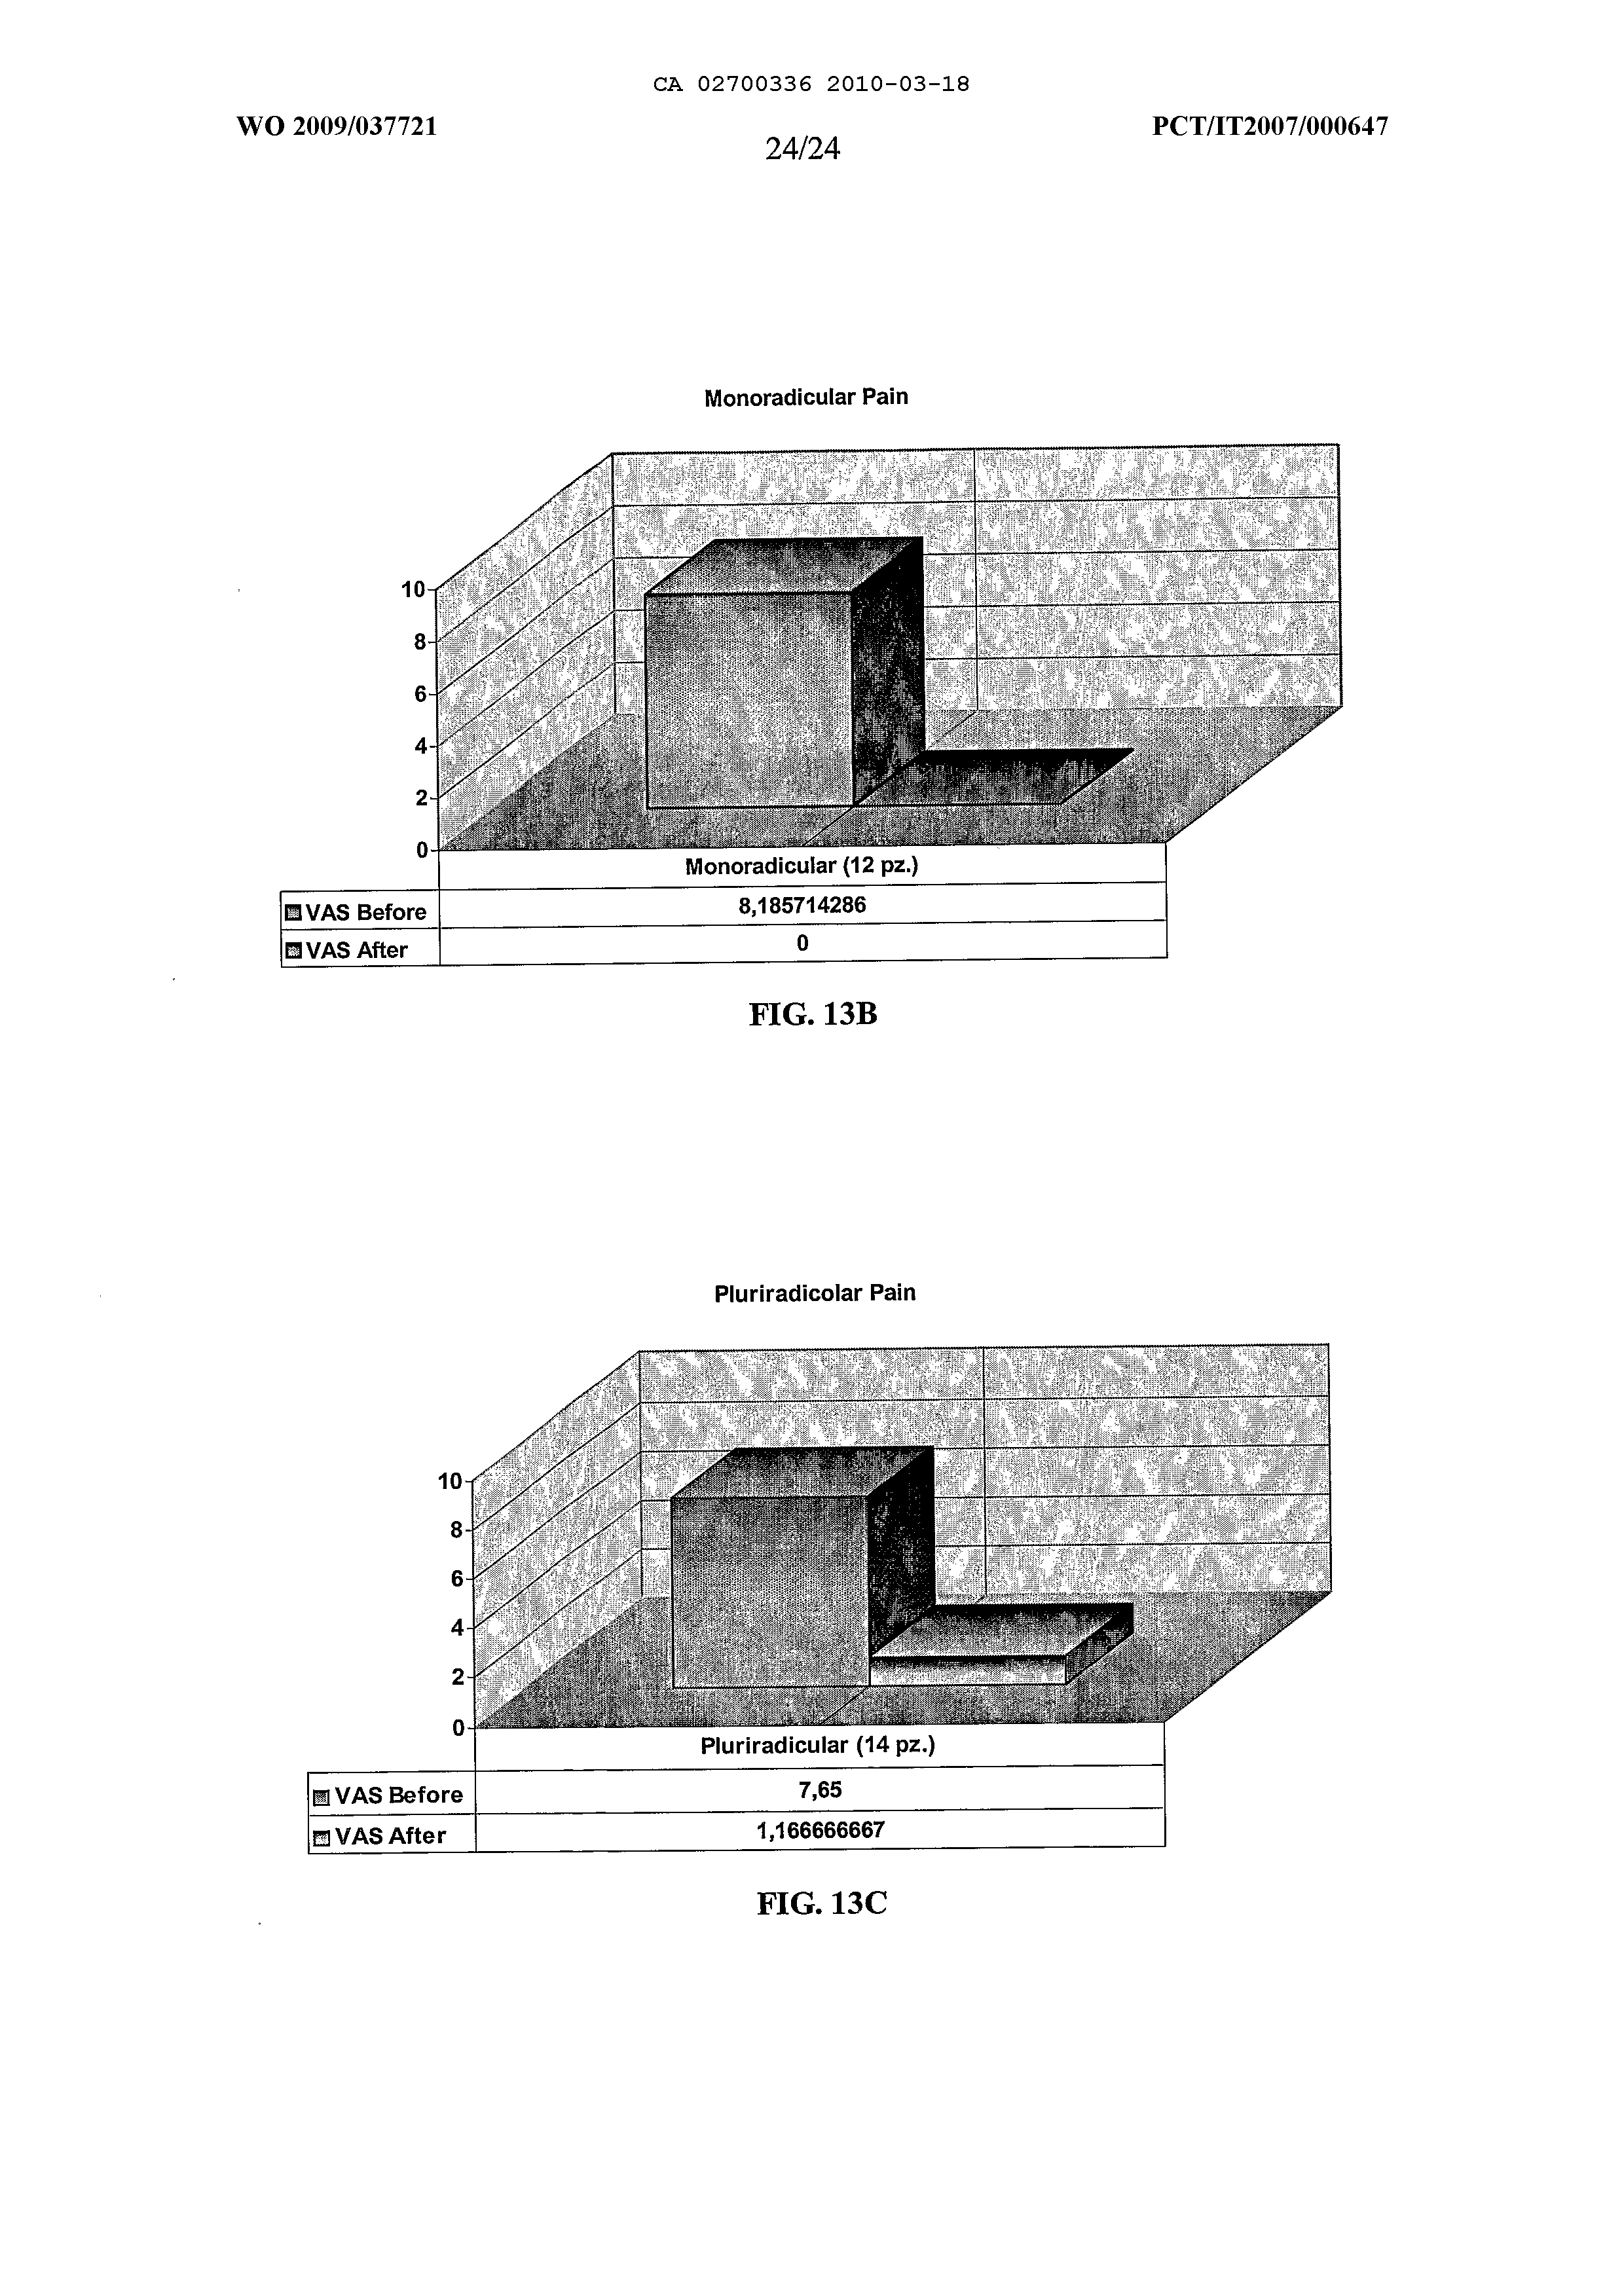 CA 02700336 2010-03-18
WO 2009/037721
PCT/IT2007/000647
24/24
Monoradicular Pain
10
8
6
4
2
0
Monoradicular (12 pz.)
VAS Before 8,185714286
VAS After 0
FIG. 13B
Pluriradicolar Pain
10
8
6
4
2
0
Pluriradicular (14 pz.)
VAS Before 7,65
VAS After 1,166666667
FIG. 13C